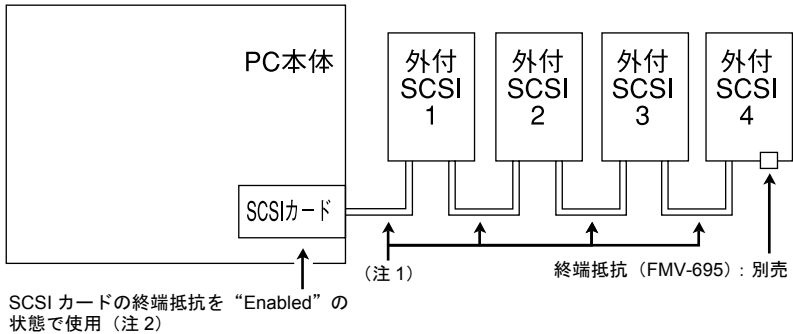 PC本体
外付
SCSI
1
外付
SCSI
2
外付
SCSI
3
外付
SCSI
4
SCSIカード
(注 1)
終端抵抗(FMV-695):別売
SCSI カードの終端抵抗を“Enabled”の
状態で使用(注 2)